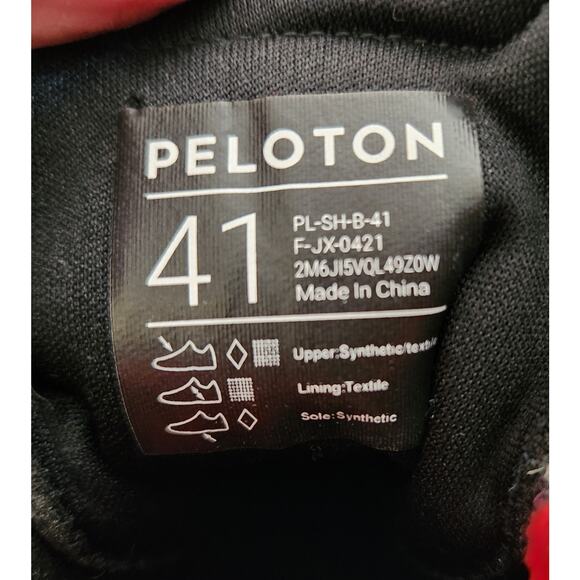 PELOTON
41
PL-SH-B-41
F-JX-0421
2M6JI5VQL49Z0W
Made In China
Upper:Synthetic/textile
Lining:Textile
Sole:Synthetic